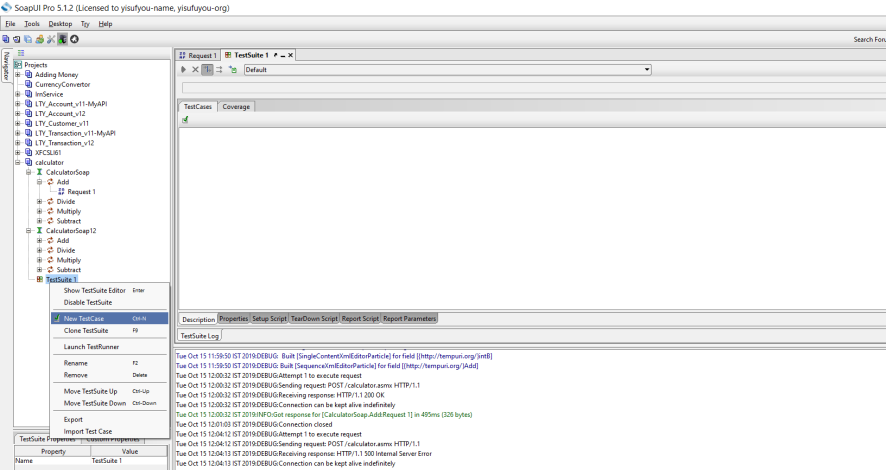 SoapUI Pro 5.1.2 (Licensed to yisufyou-name, yisufuyou-org)
File Tools Desktop Try Help
Search Foru
Navigator
Projects
Adding Money
CurrencyConvertor
ImService
LTY_Account_v11-MyAPI
LTY_Account_v12
LTY_Customer_v11
LTY_Transaction_v11-MyAPI
LTY_Transaction_v12
XFCSLI61
calculator
CalculatorSoap
Add
Request 1
Divide
Multiply
Subtract
CalculatorSoap12
Add
Divide
Multiply
Subtract
TestSuite 1
Show TestSuite Editor Enter
Disable TestSuite
New TestCase Ctrl-N
Clone TestSuite F9
Launch TestRunner
Rename F2
Remove Delete
Move TestSuite Up Ctrl-Up
Move TestSuite Down Ctrl-Down
Export
Import Test Case
TestSuite Properties Custom Properties
Property Value
Name TestSuite 1
Request 1 TestSuite 1
Default
TestCases Coverage
Description Properties Setup Script TearDown Script Report Script Report Parameters
TestSuite Log
Tue Oct 15 11:59:50 IST 2019:DEBUG: Built [SingleContentXmlEditorParticle] for field [{http://tempuri.org/}intB]
Tue Oct 15 11:59:50 IST 2019:DEBUG: Built [SequenceXmlEditorParticle] for field [{http://tempuri.org/}Add]
Tue Oct 15 12:00:32 IST 2019:DEBUG:Attempt 1 to execute request
Tue Oct 15 12:00:32 IST 2019:DEBUG:Sending request: POST /calculator.asmx HTTP/1.1
Tue Oct 15 12:00:32 IST 2019:DEBUG:Receiving response: HTTP/1.1 200 OK
Tue Oct 15 12:00:32 IST 2019:DEBUG:Connection can be kept alive indefinitely
Tue Oct 15 12:00:32 IST 2019:INFO:Got response for [CalculatorSoap.Add:Request 1] in 495ms (326 bytes)
Tue Oct 15 12:01:03 IST 2019:DEBUG:Connection closed
Tue Oct 15 12:04:12 IST 2019:DEBUG:Attempt 1 to execute request
Tue Oct 15 12:04:12 IST 2019:DEBUG:Sending request: POST /calculator.asmx HTTP/1.1
Tue Oct 15 12:04:13 IST 2019:DEBUG:Receiving response: HTTP/1.1 500 Internal Server Error
Tue Oct 15 12:04:13 IST 2019:DEBUG:Connection can be kept alive indefinitely